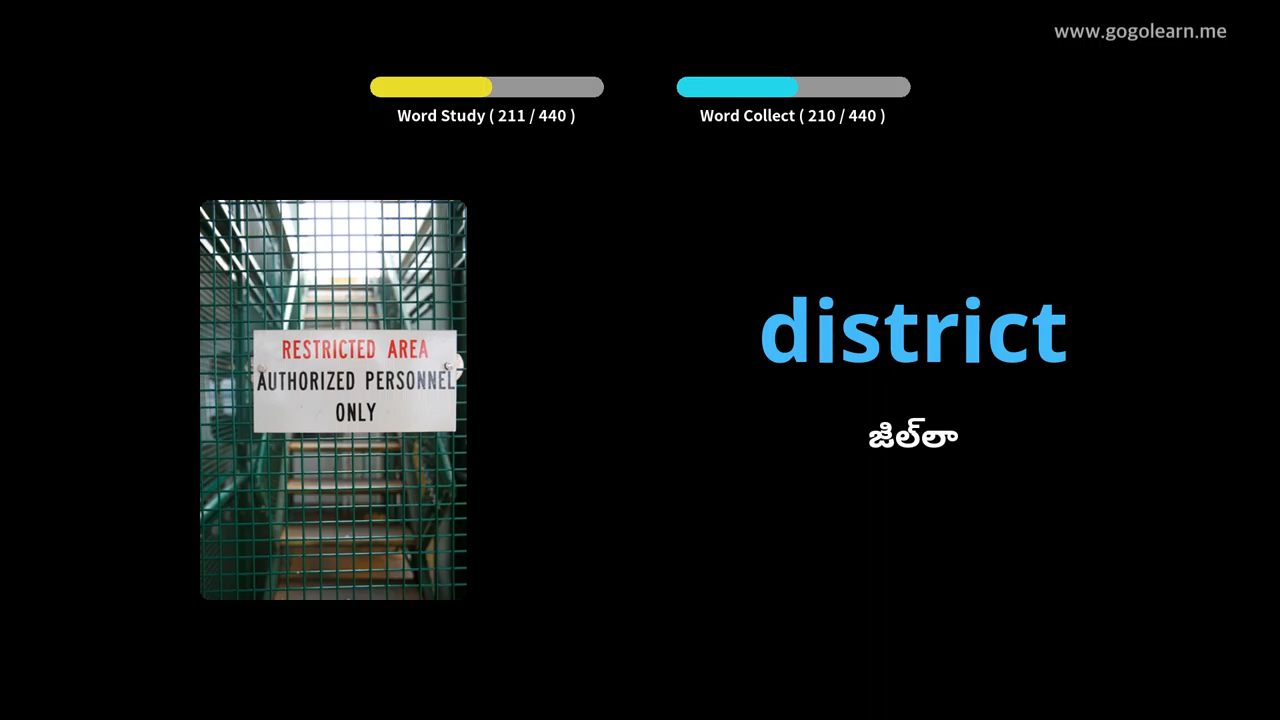 www.gogolearn.me
Word Study ( 211 / 440 )
Word Collect ( 210 / 440 )
RESTRICTED AREA
AUTHORIZED PERSONNEL
ONLY
district
జిల్‌లా